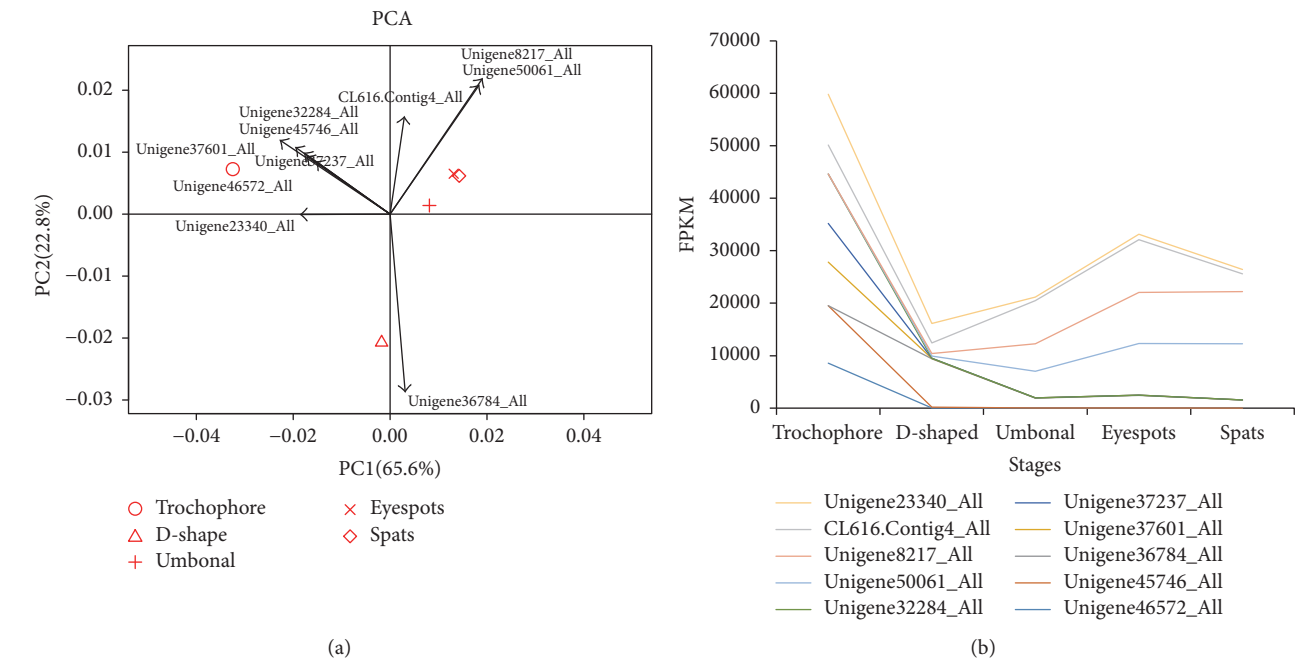 PCA
Unigene8217_All
Unigene50061_All
CL616.Contig4_All
Unigene32284_All
Unigene45746_All
Unigene37601_All
Unigene37237_All
Unigene46572_All
Unigene23340_All
Unigene36784_All
0.02
0.01
0.00
−0.01
−0.02
−0.03
PC2(22.8%)
−0.04
−0.02
0.00
0.02
0.04
PC1(65.6%)
Trochophore
D-shape
Umbonal
Eyespots
Spats
(a)
70000
60000
50000
40000
30000
20000
10000
0
FPKM
Trochophore
D-shaped
Umbonal
Eyespots
Spats
Stages
Unigene23340_All
CL616.Contig4_All
Unigene8217_All
Unigene50061_All
Unigene32284_All
Unigene37237_All
Unigene37601_All
Unigene36784_All
Unigene45746_All
Unigene46572_All
(b)